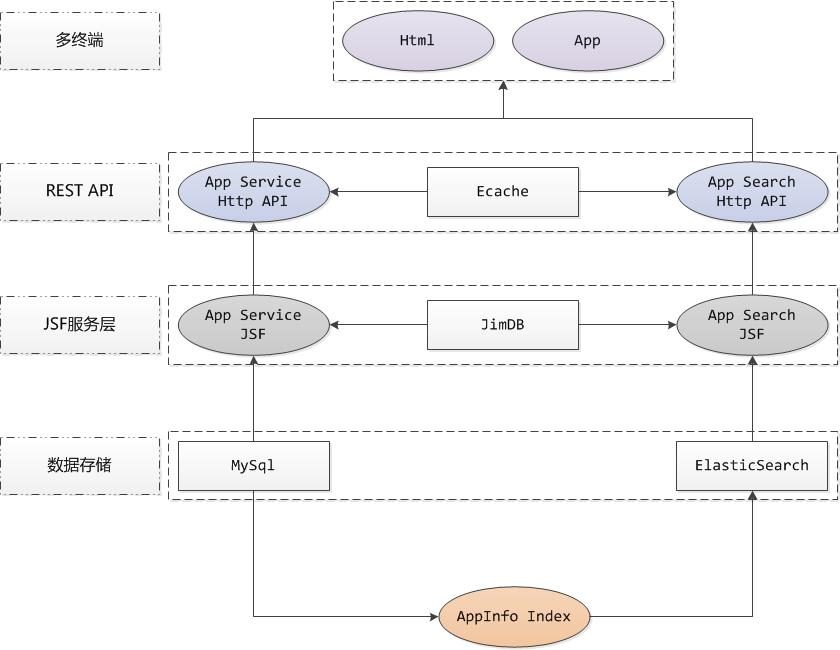 多终端
Html
App
REST API
App Service
Http API
Ecache
App Search
Http API
JSF服务层
App Service
JSF
JimDB
App Search
JSF
数据存储
MySql
ElasticSearch
AppInfo Index